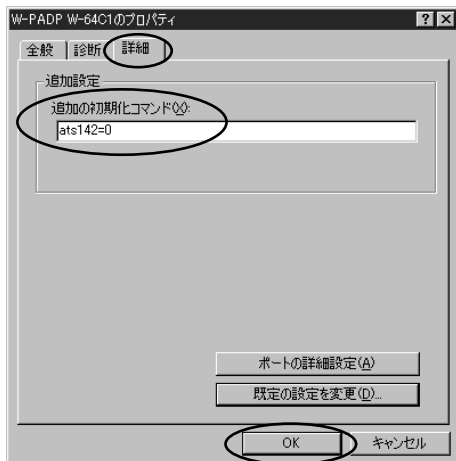 W-PADP W-64C1のプロパティ
全般 診断 詳細
追加設定
追加の初期化コマンド(X):
ats142=0
ポートの詳細設定(A)
既定の設定を変更(D)...
OK キャンセル